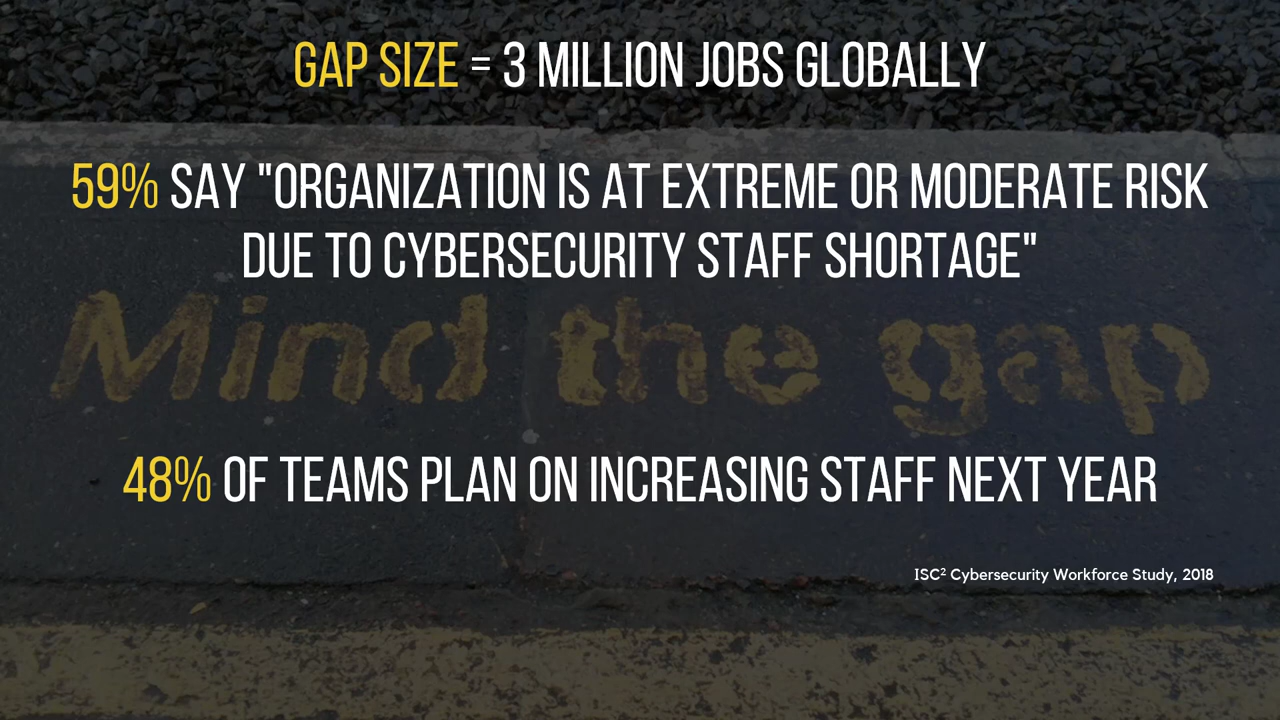 GAP SIZE = 3 MILLION JOBS GLOBALLY
59% SAY "ORGANIZATION IS AT EXTREME OR MODERATE RISK
DUE TO CYBERSECURITY STAFF SHORTAGE"
Mind the gap
48% OF TEAMS PLAN ON INCREASING STAFF NEXT YEAR
ISC² Cybersecurity Workforce Study, 2018